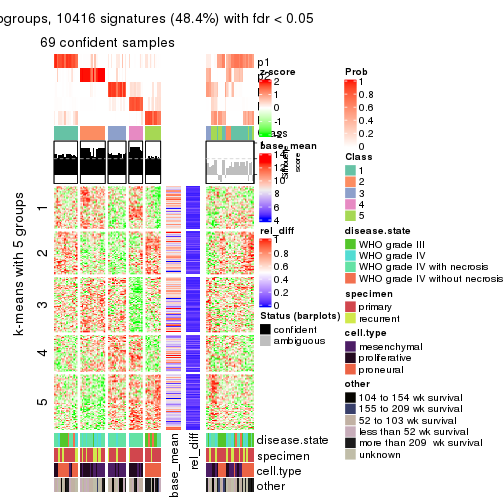 ogroups, 10416 signatures (48.4%) with fdr < 0.05
69 confident samples
p1
z-score
2
1
0
-1
-2
base_mean
14
12
10
8
6
4
rel_diff
1
0.8
0.6
0.4
0.2
0
Status (barplots)
confident
ambiguous
Prob
1
0.8
0.6
0.4
0.2
0
Class
1
2
3
4
5
disease.state
WHO grade III
WHO grade IV
WHO grade IV with necrosis
WHO grade IV without necrosis
specimen
primary
recurrent
cell.type
mesenchymal
proliferative
proneural
other
104 to 154 wk survival
155 to 209 wk survival
52 to 103 wk survival
less than 52 wk survival
more than 209 wk survival
unknown
k-means with 5 groups
1
2
3
4
5
disease.state
specimen
cell.type
other
base_mean
rel_diff